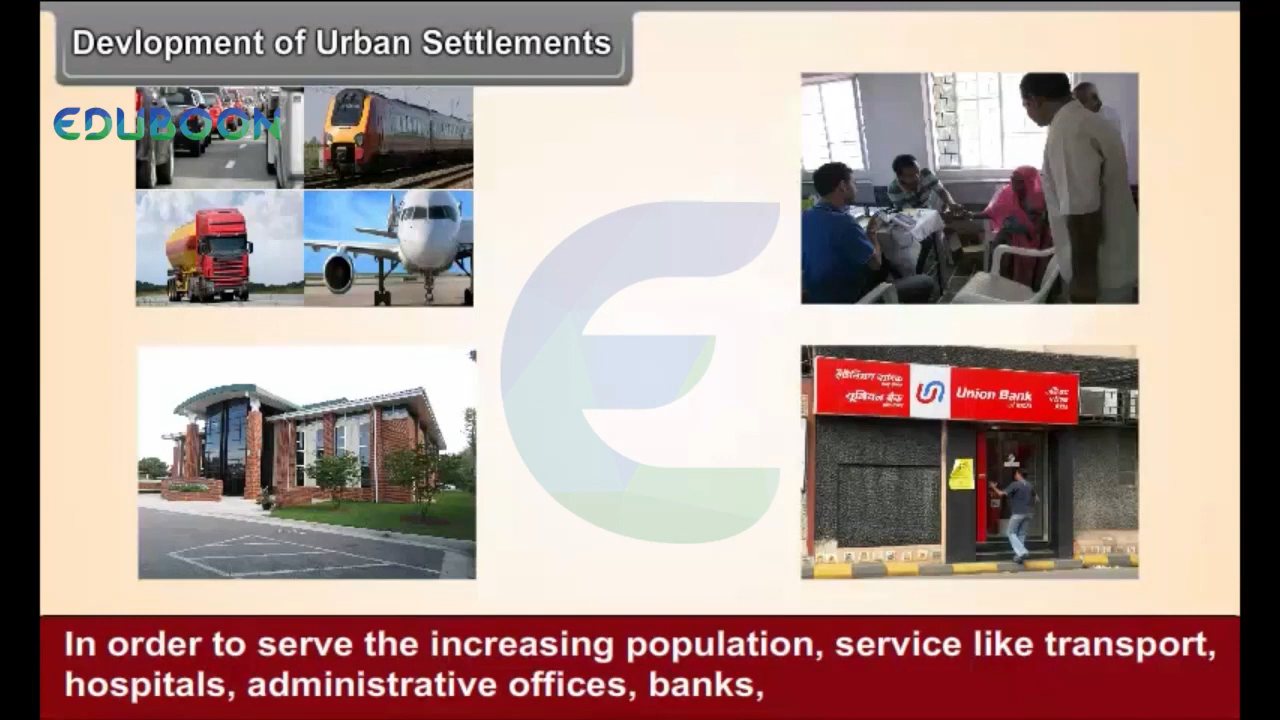 Devlopment of Urban Settlements
EDUBOON
यूनियन बैंक
Union Bank
In order to serve the increasing population, service like transport,
hospitals, administrative offices, banks,